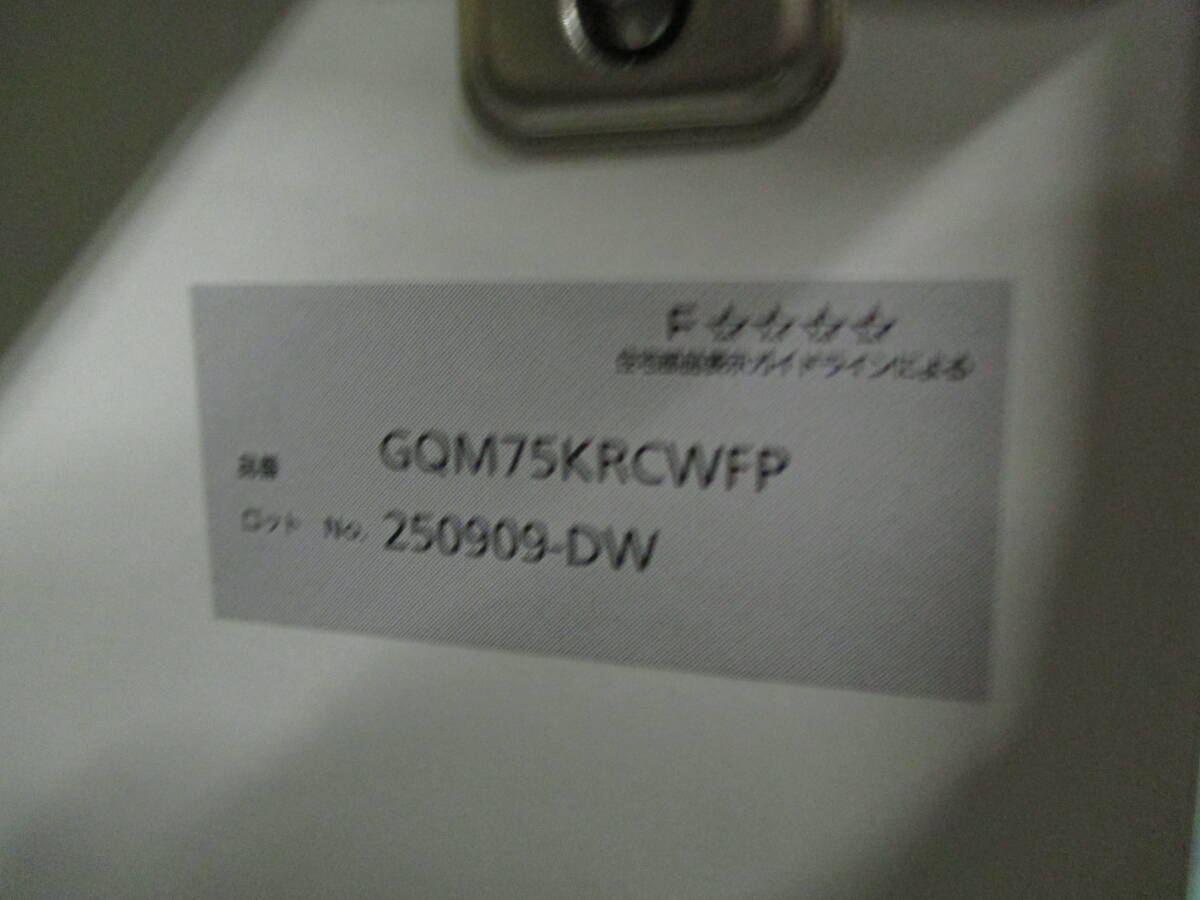 F☆☆☆☆
住宅部品表示ガイドラインによる
品番 GQM75KRCWFP
ロット No. 250909-DW